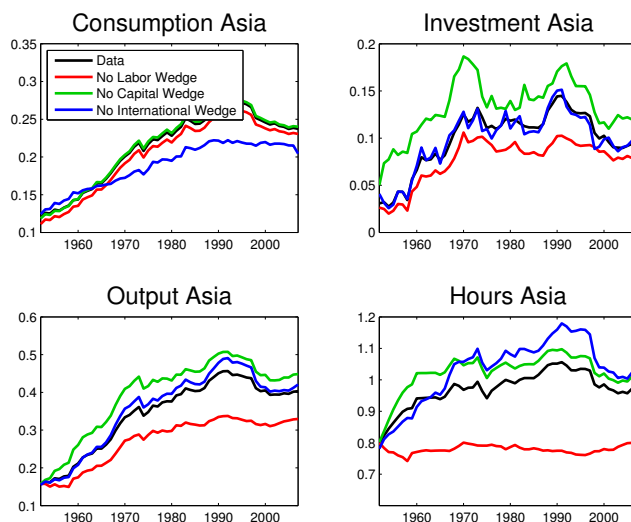 Consumption Asia
0.35
0.3
0.25
0.2
0.15
0.1
1960 1970 1980 1990 2000
Data
No Labor Wedge
No Capital Wedge
No International Wedge
Investment Asia
0.2
0.15
0.1
0.05
0
1960 1970 1980 1990 2000
Output Asia
0.6
0.5
0.4
0.3
0.2
0.1
1960 1970 1980 1990 2000
Hours Asia
1.2
1.1
1
0.9
0.8
0.7
1960 1970 1980 1990 2000